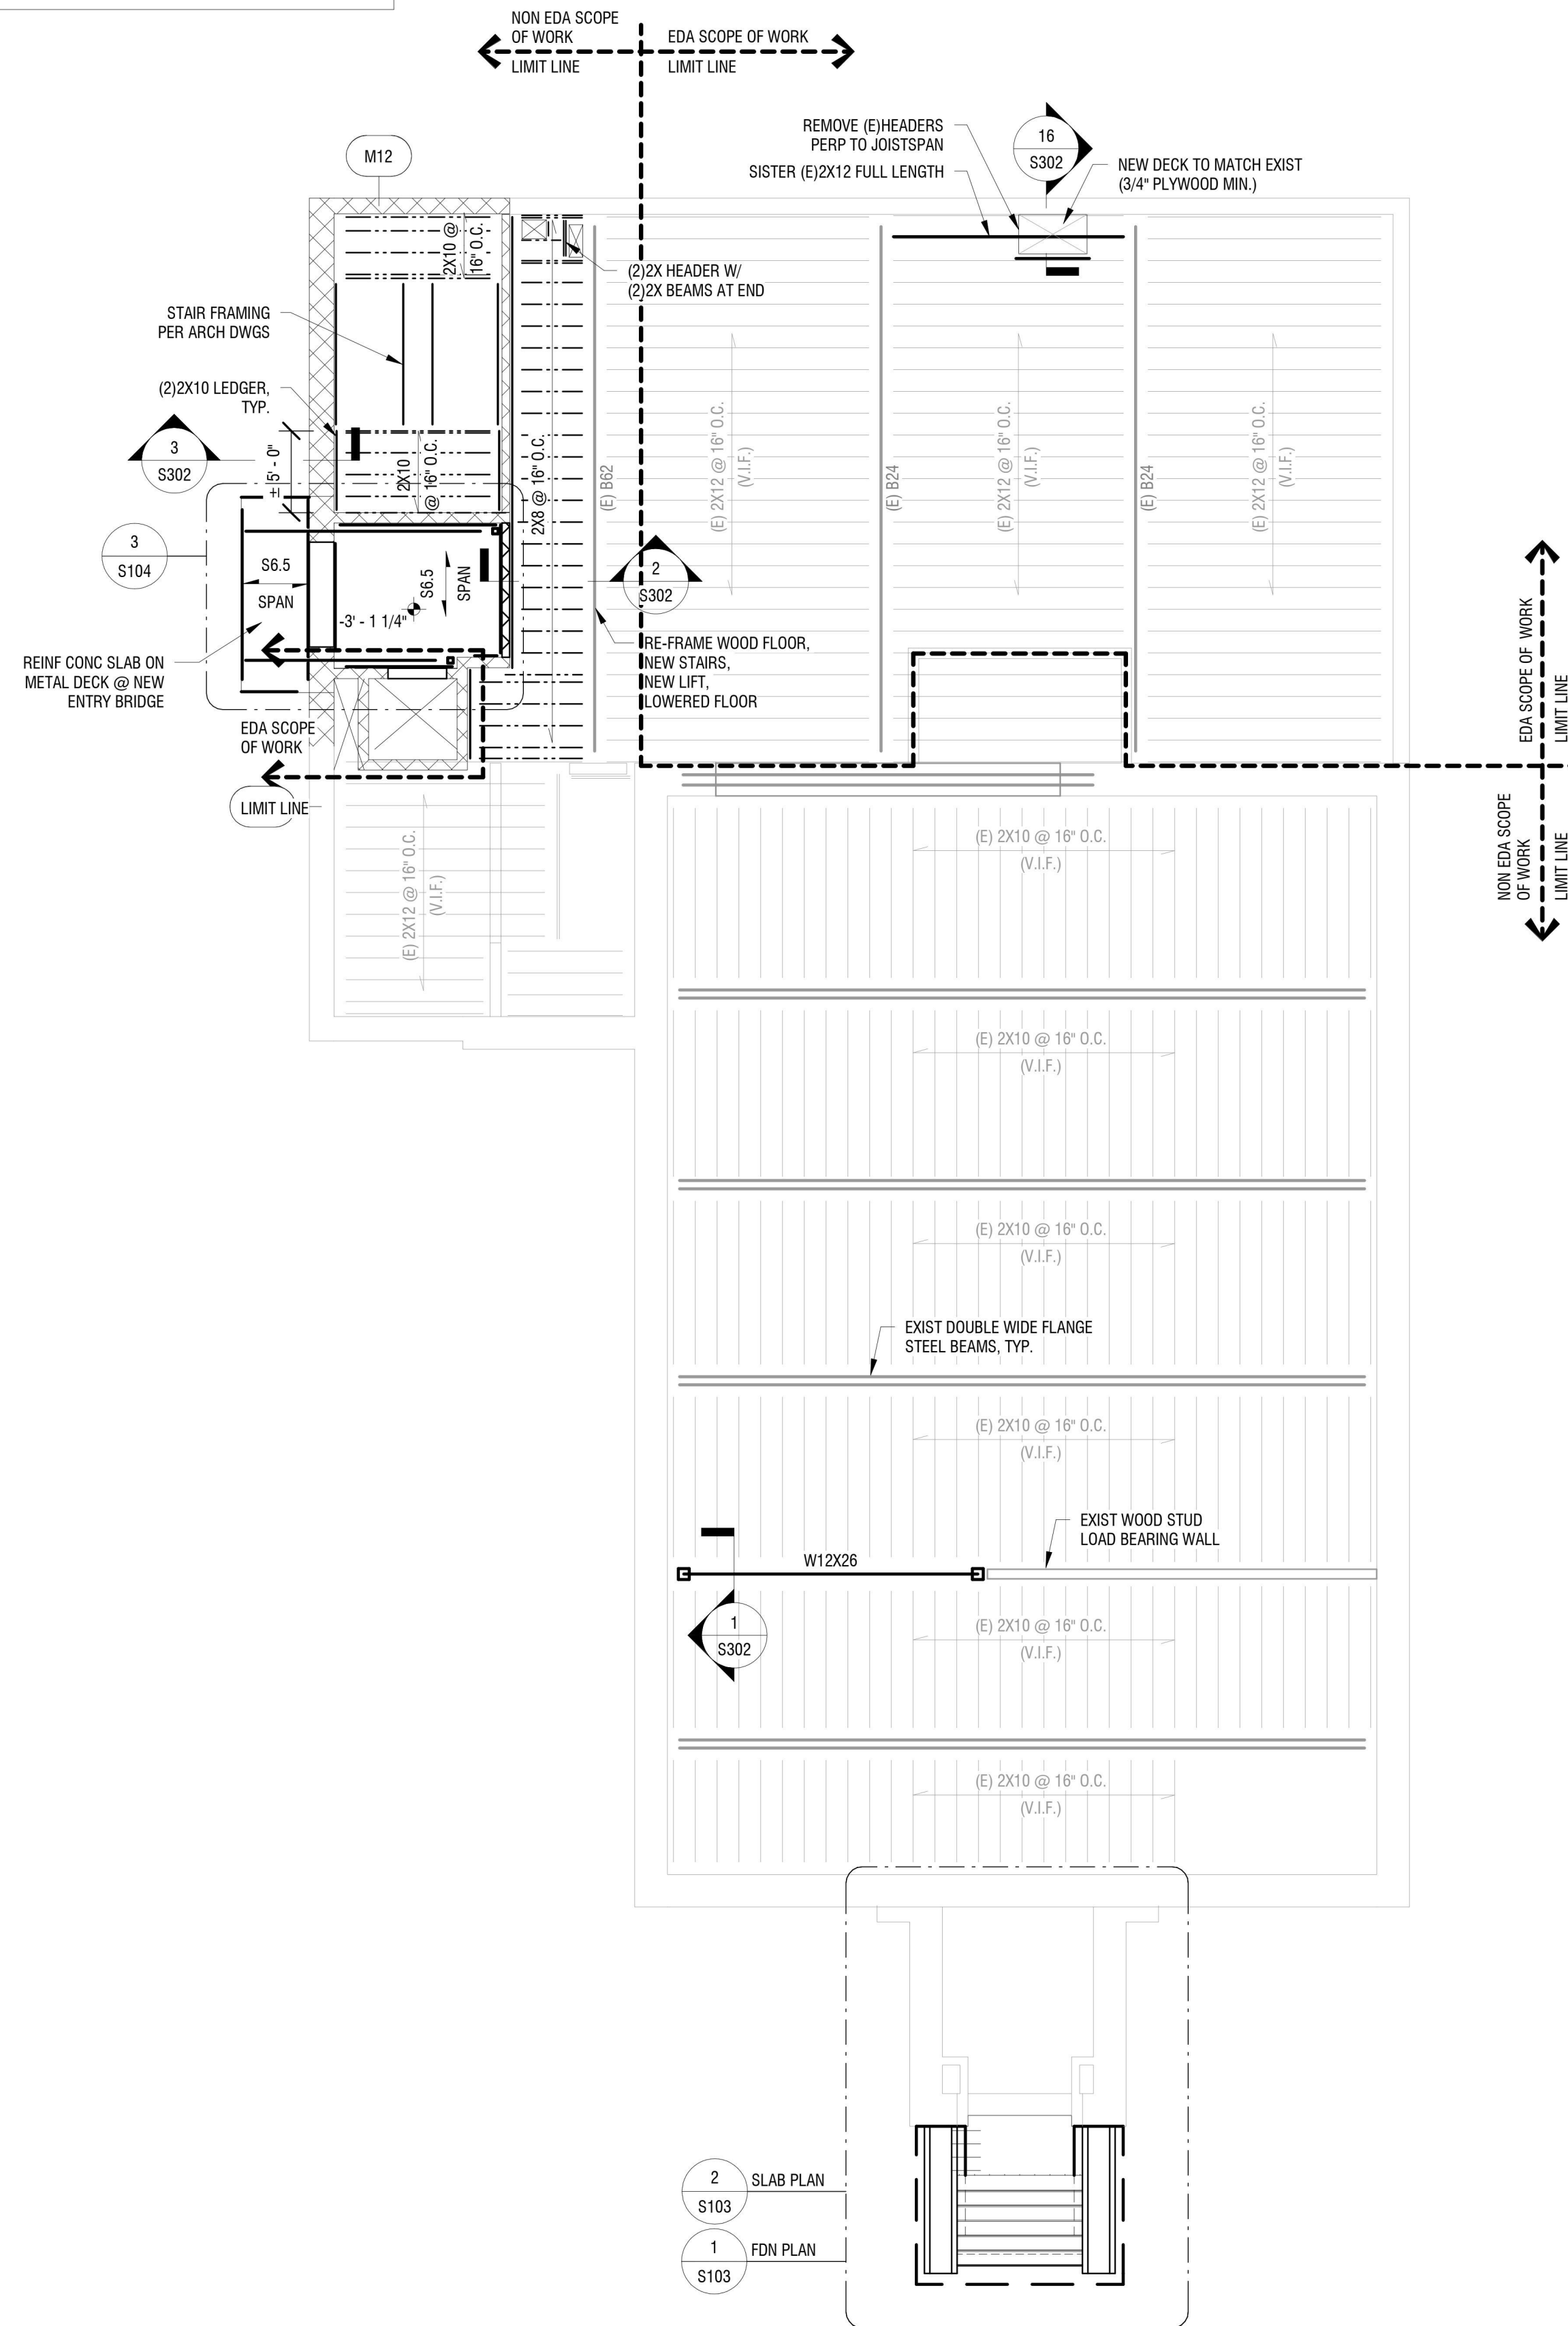 NON EDA SCOPE
OF WORK
LIMIT LINE
EDA SCOPE OF WORK
LIMIT LINE
M12
REMOVE (E)HEADERS
PERP TO JOISTSPAN
SISTER (E)2X12 FULL LENGTH
16
S302
NEW DECK TO MATCH EXIST
(3/4" PLYWOOD MIN.)
2X10 @
16" O.C.
(2)2X HEADER W/
(2)2X BEAMS AT END
STAIR FRAMING
PER ARCH DWGS
(2)2X10 LEDGER,
TYP.
3
S302
± 5' - 0"
2X10
@ 16" O.C.
2X8 @ 16" O.C.
(E) B62
(E) 2X12 @ 16" O.C.
(V.I.F.)
(E) B24
(E) 2X12 @ 16" O.C.
(V.I.F.)
(E) B24
(E) 2X12 @ 16" O.C.
(V.I.F.)
3
S104
S6.5
SPAN
S6.5
SPAN
-3' - 1 1/4"
2
S302
REINF CONC SLAB ON
METAL DECK @ NEW
ENTRY BRIDGE
RE-FRAME WOOD FLOOR,
NEW STAIRS,
NEW LIFT,
LOWERED FLOOR
EDA SCOPE
OF WORK
LIMIT LINE
EDA SCOPE OF WORK
LIMIT LINE
NON EDA SCOPE
OF WORK
LIMIT LINE
(E) 2X12 @ 16" O.C.
(V.I.F.)
(E) 2X10 @ 16" O.C.
(V.I.F.)
(E) 2X10 @ 16" O.C.
(V.I.F.)
(E) 2X10 @ 16" O.C.
(V.I.F.)
EXIST DOUBLE WIDE FLANGE
STEEL BEAMS, TYP.
(E) 2X10 @ 16" O.C.
(V.I.F.)
EXIST WOOD STUD
LOAD BEARING WALL
W12X26
1
S302
(E) 2X10 @ 16" O.C.
(V.I.F.)
(E) 2X10 @ 16" O.C.
(V.I.F.)
2
S103
SLAB PLAN
1
S103
FDN PLAN